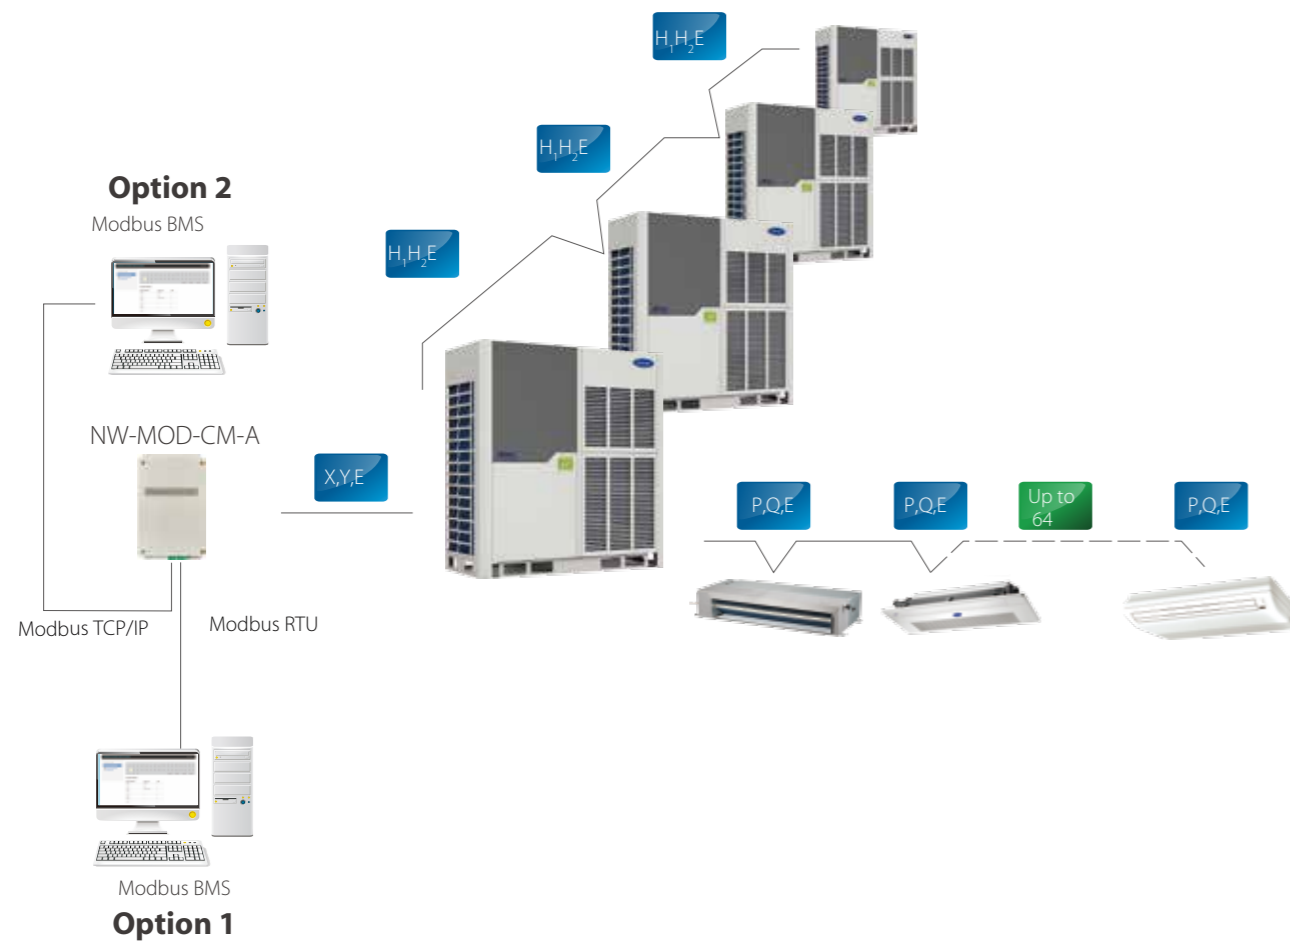 H₁H₂E
H₁H₂E
Option 2
Modbus BMS
H₁H₂E
NW-MOD-CM-A
X,Y,E
P,Q,E
P,Q,E
Up to
64
P,Q,E
Modbus TCP/IP
Modbus RTU
Modbus BMS
Option 1